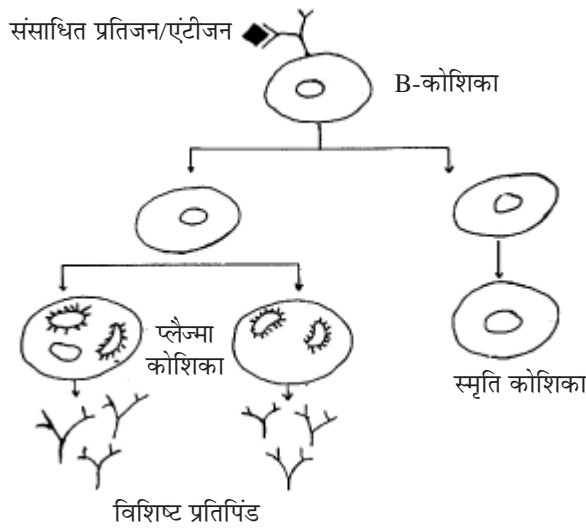 संसाधित प्रतिजन/एंटीजन
B-कोशिका
प्लैज्मा
कोशिका
स्मृति कोशिका
विशिष्ट प्रतिपिंड